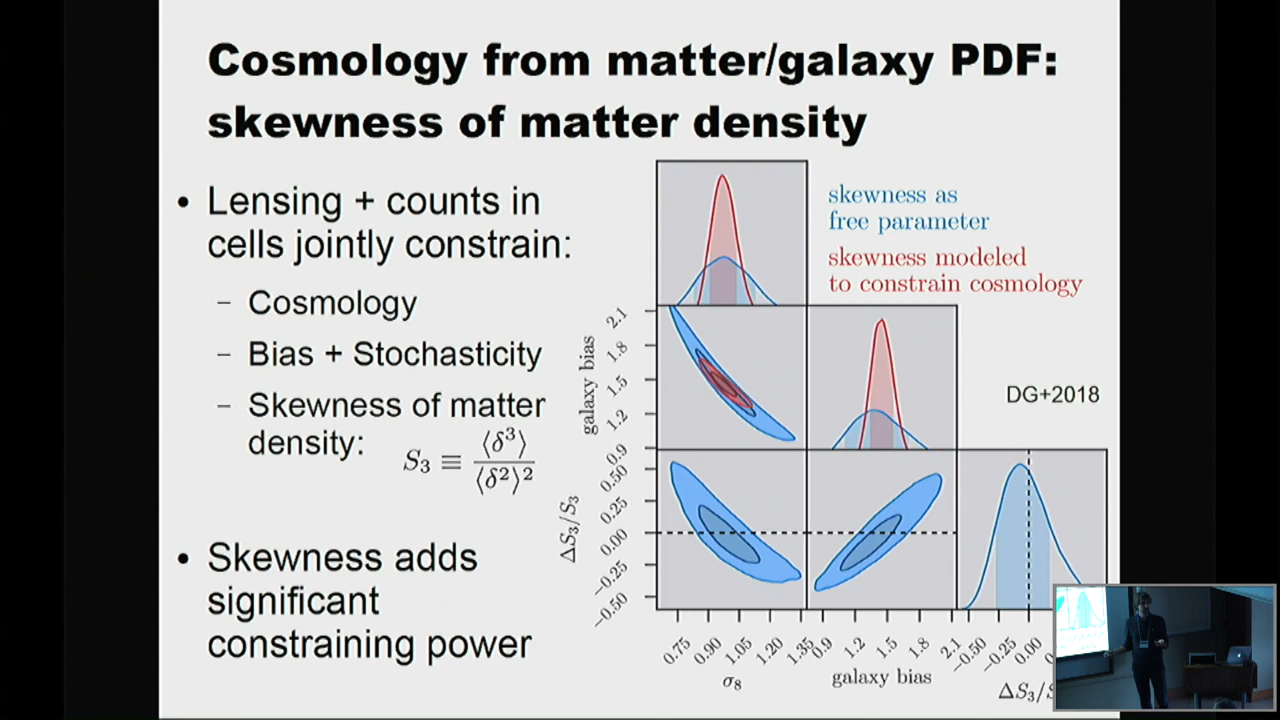 Cosmology from matter/galaxy PDF:
skewness of matter density
• Lensing + counts in
cells jointly constrain:
– Cosmology
– Bias + Stochasticity
– Skewness of matter
density: S₃ ≡ ⟨δ³⟩ / ⟨δ²⟩²
• Skewness adds
significant
constraining power
skewness as
free parameter
skewness modeled
to constrain cosmology
DG+2018
galaxy bias
2.1
1.8
1.5
1.2
0.9
ΔS₃/S₃
0.50
0.25
0.00
−0.25
−0.50
0.75 0.90 1.05 1.20 1.35
σ₈
0.9 1.2 1.5 1.8 2.1
galaxy bias
−0.50 −0.25 0.00
ΔS₃/S